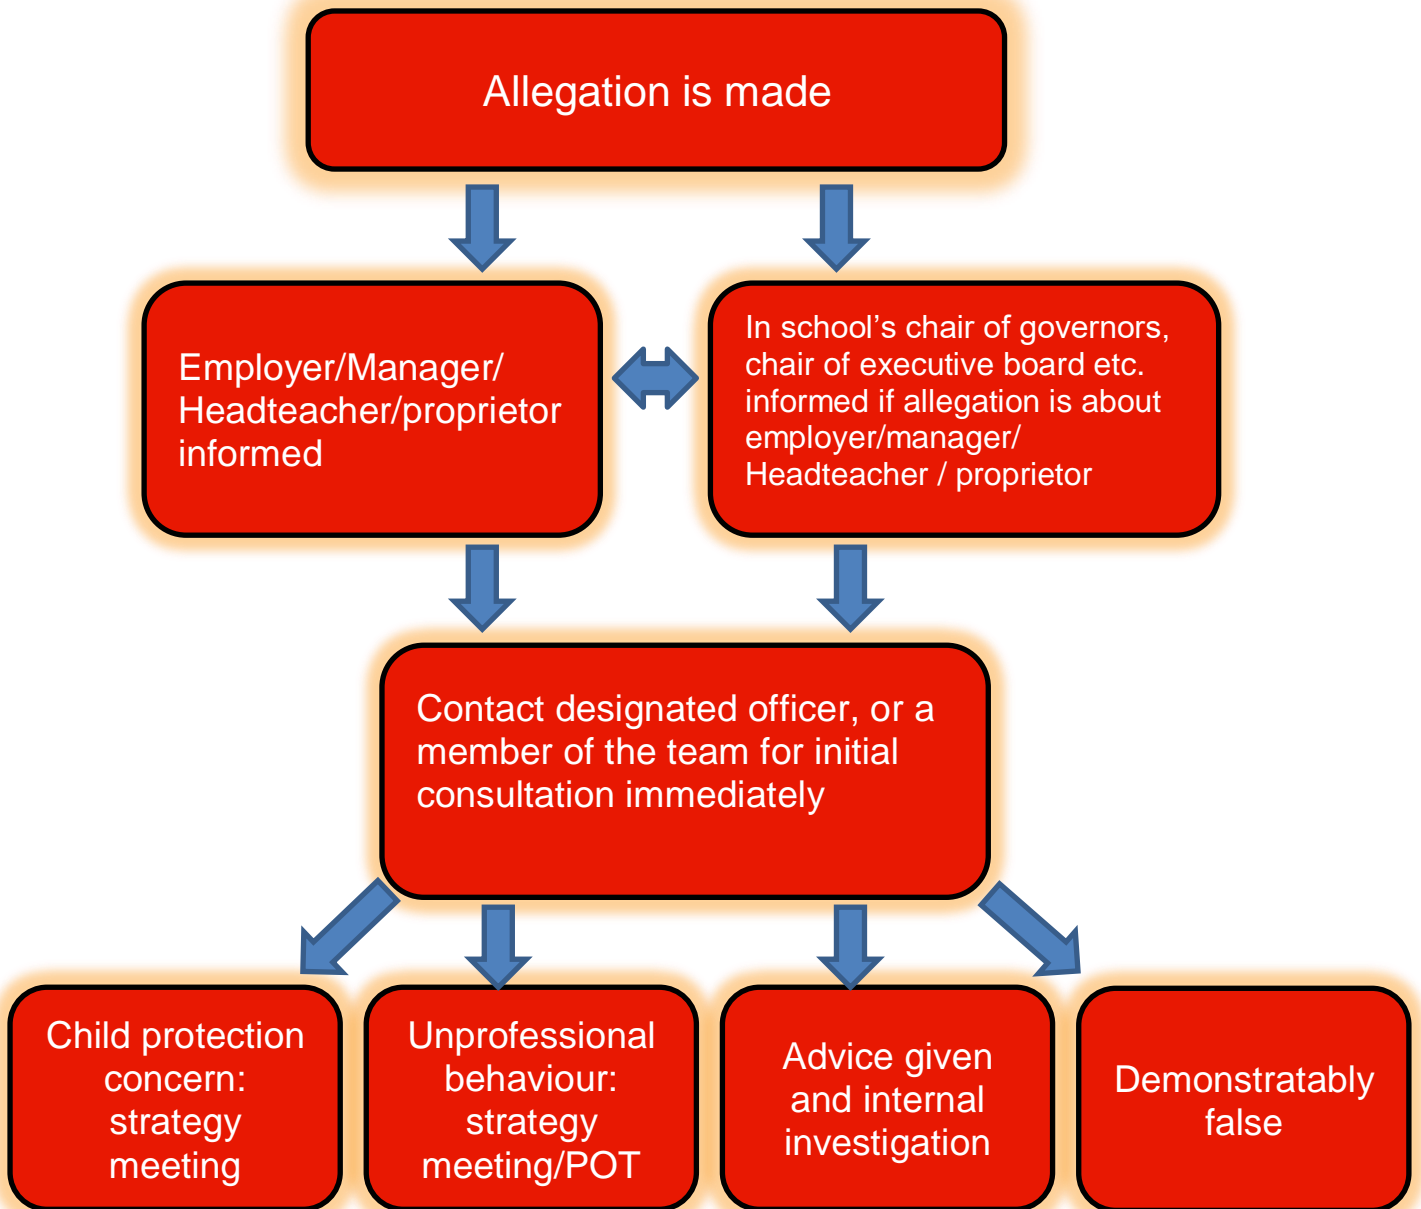 Allegation is made
Employer/Manager/
Headteacher/proprietor
informed
In school’s chair of governors,
chair of executive board etc.
informed if allegation is about
employer/manager/
Headteacher / proprietor
Contact designated officer, or a
member of the team for initial
consultation immediately
Child protection
concern:
strategy
meeting
Unprofessional
behaviour:
strategy
meeting/POT
Advice given
and internal
investigation
Demonstratably
false